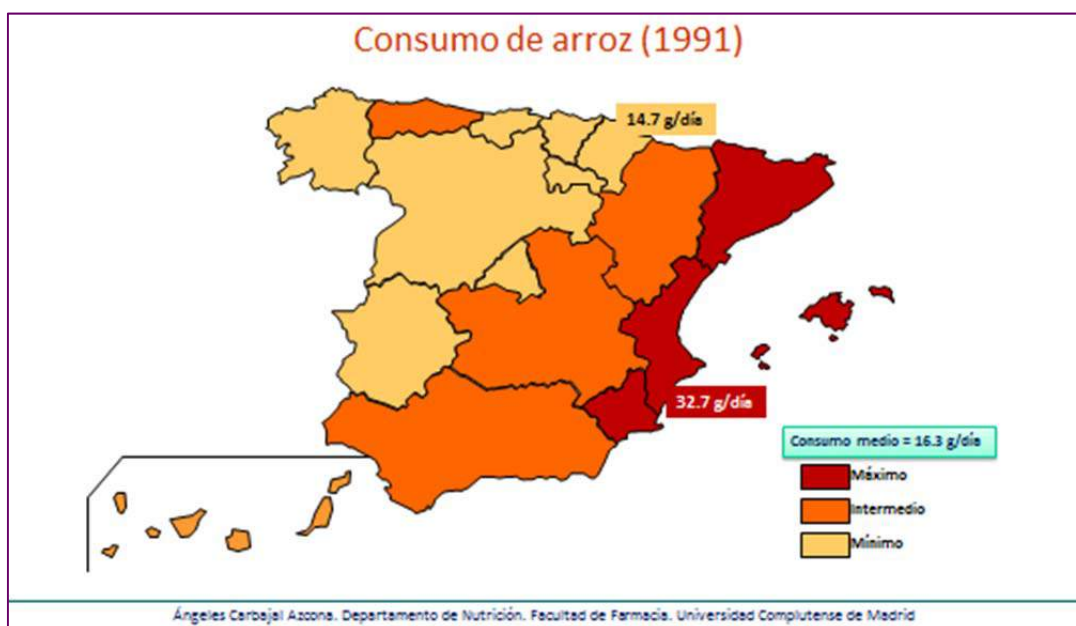 Consumo de arroz (1991)
14.7 g/día
32.7 g/día
Consumo medio = 16.3 g/día
Máximo
Intermedio
Mínimo
Ángeles Carbajal Azcona. Departamento de Nutrición. Facultad de Farmacia. Universidad Complutense de Madrid